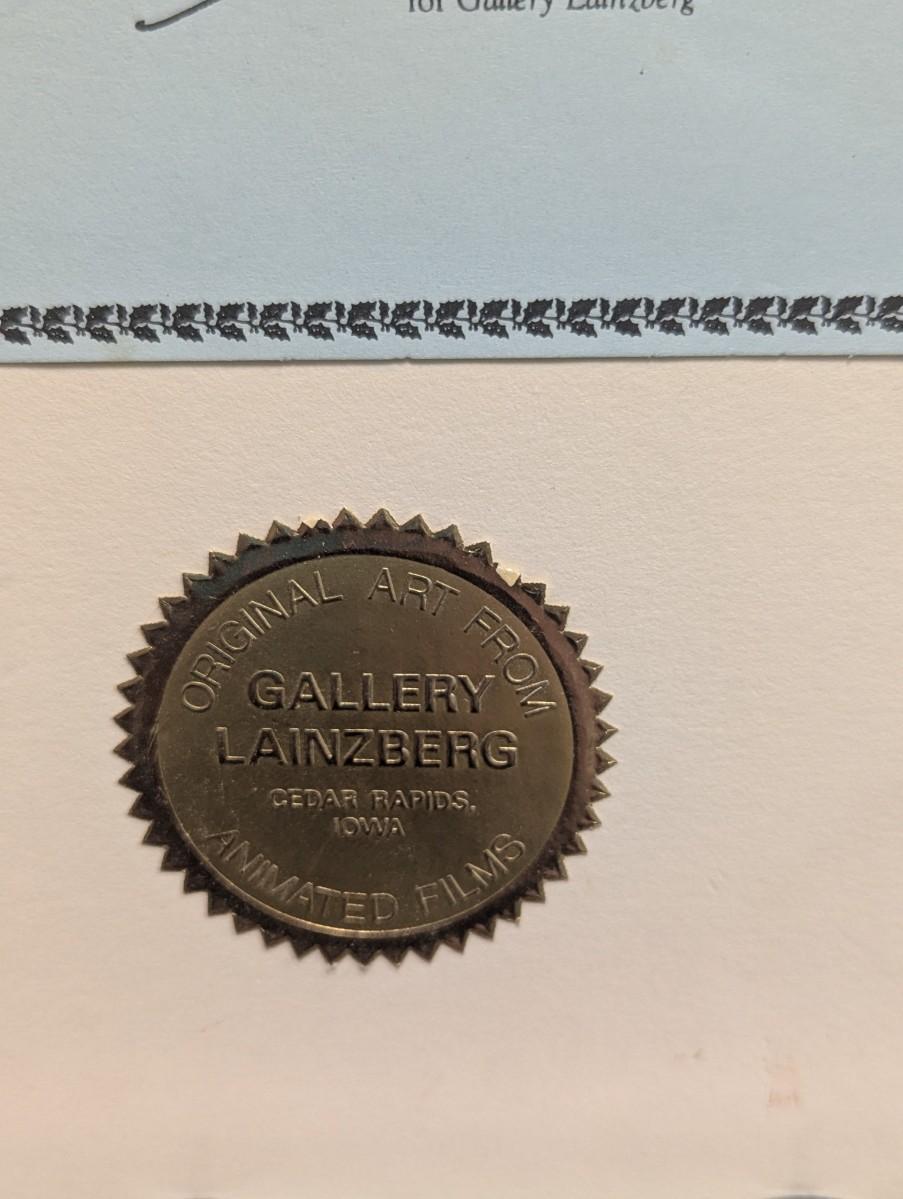 for Gallery Lainzberg
ORIGINAL ART FROM
GALLERY
LAINZBERG
CEDAR RAPIDS,
IOWA
ANIMATED FILMS